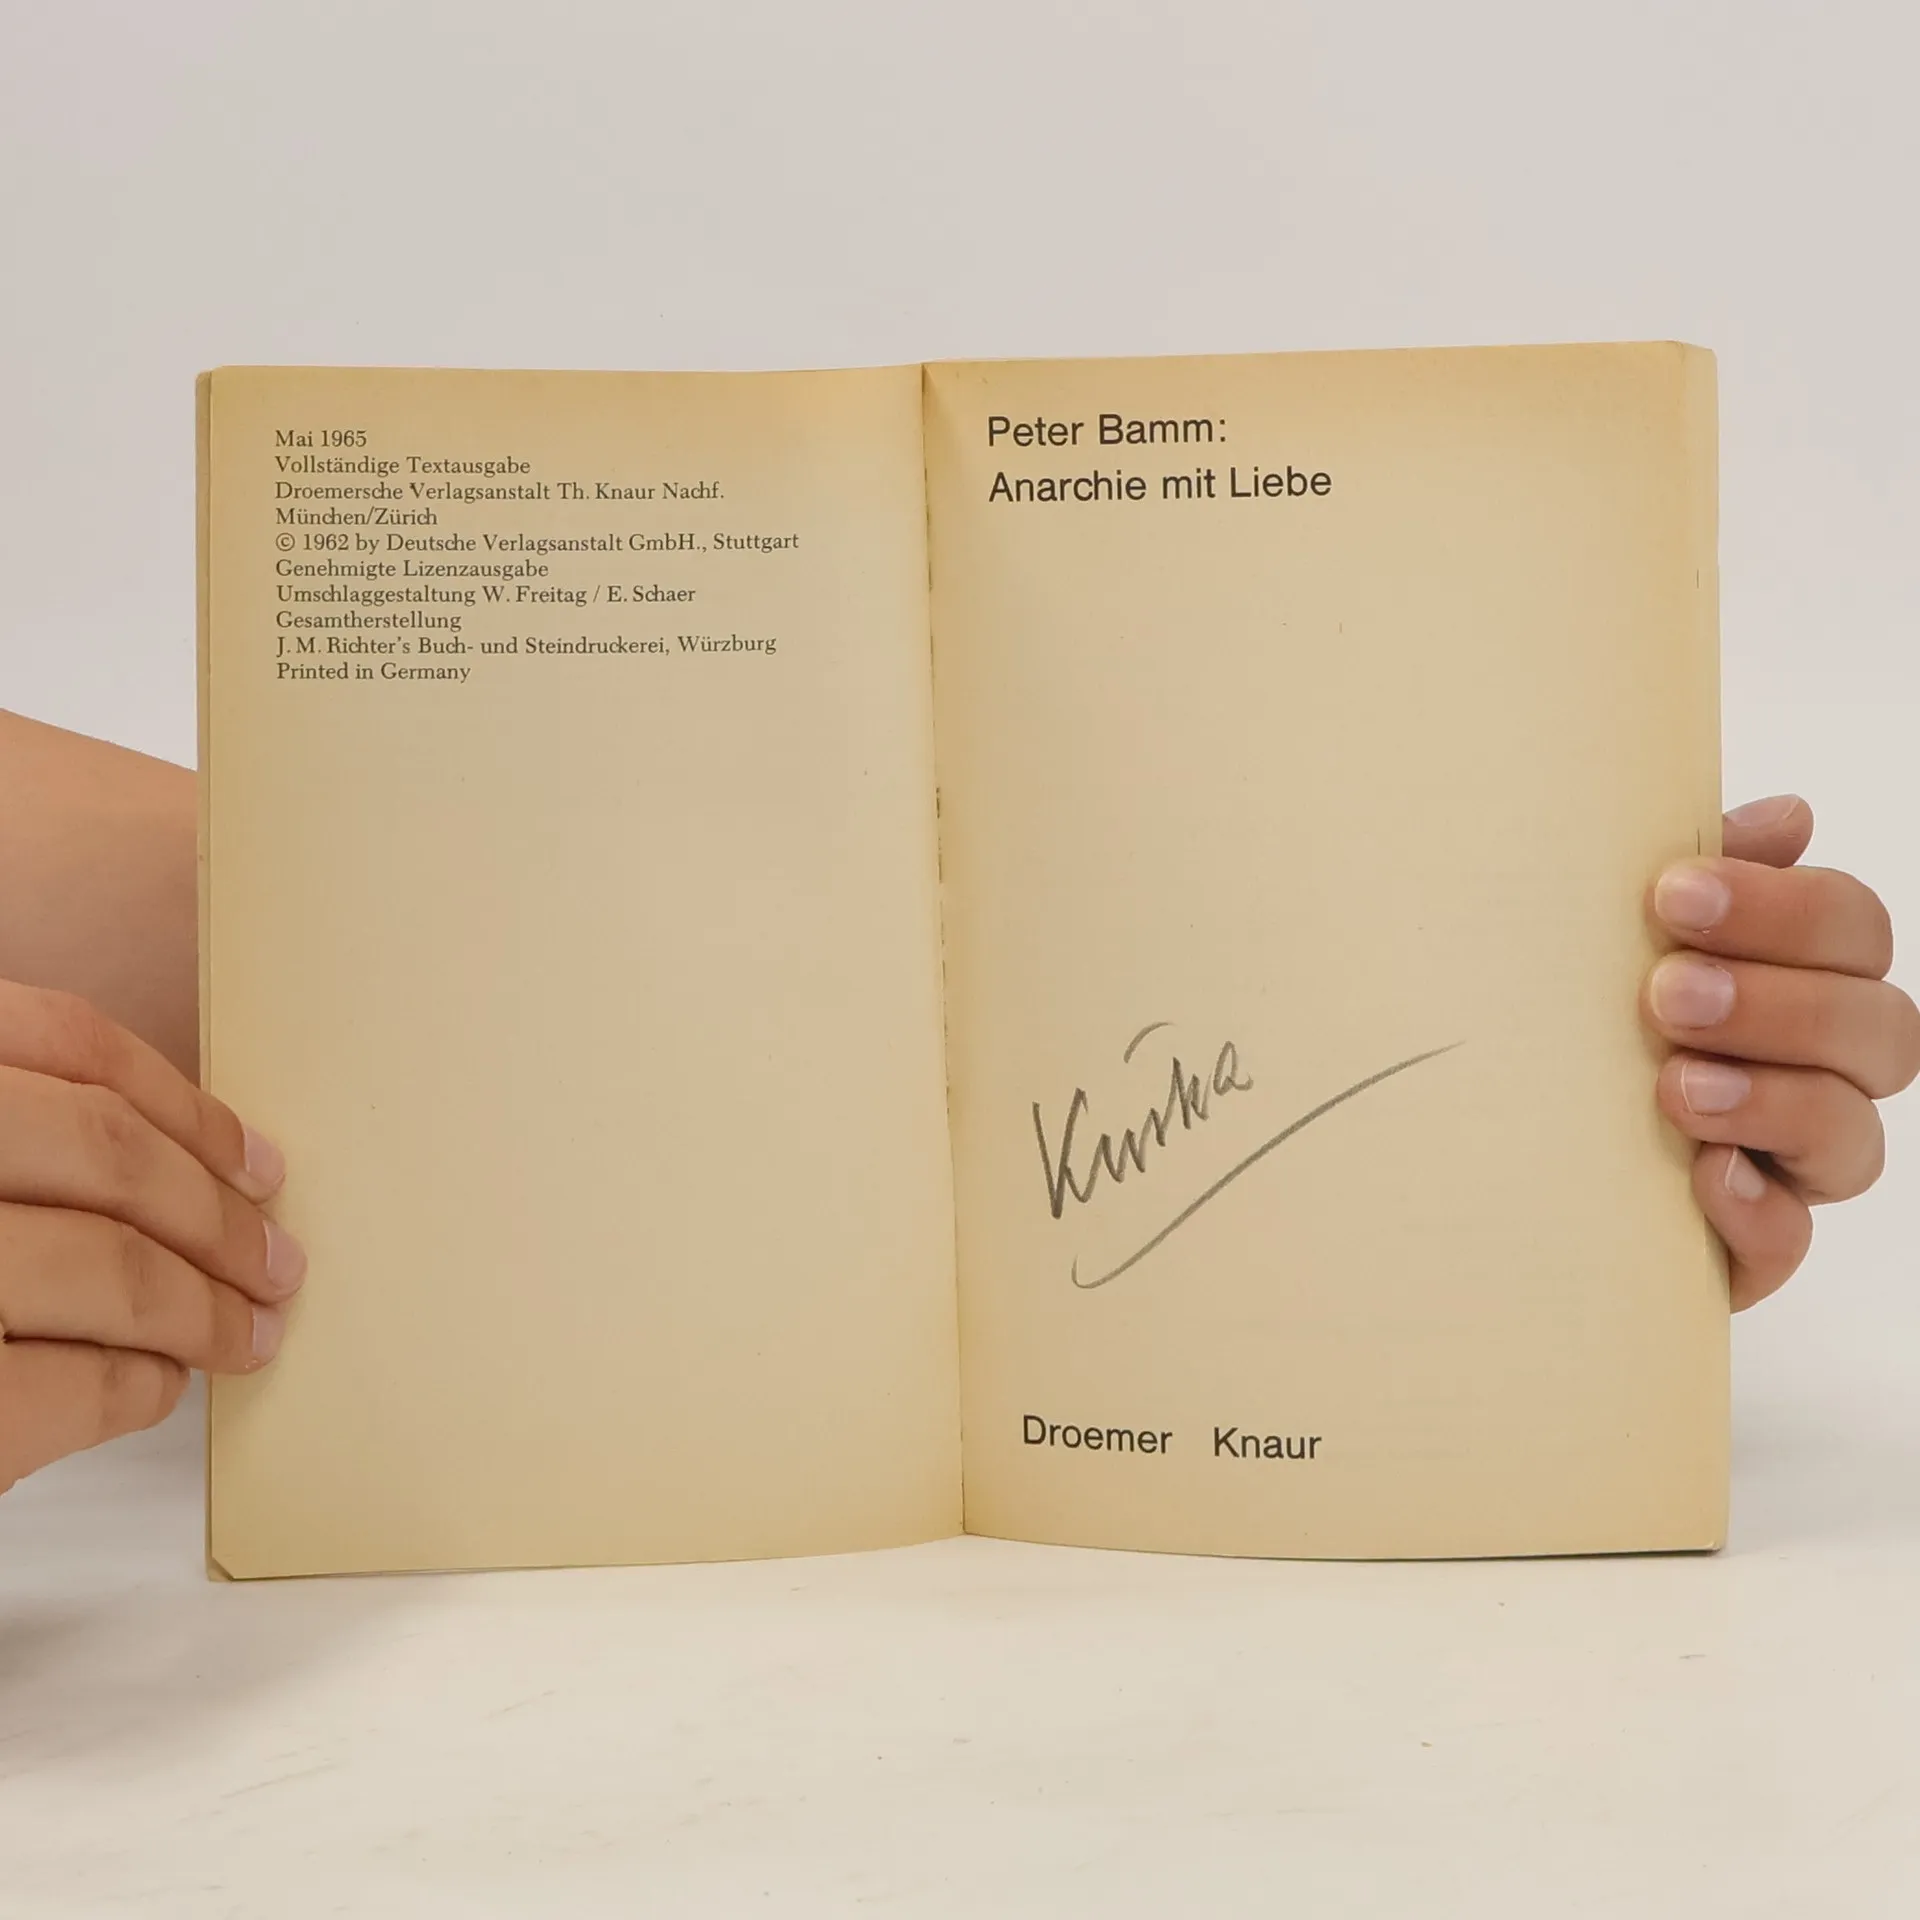 Mai 1965
Vollständige Textausgabe
Droemersche Verlagsanstalt Th. Knaur Nachf.
München/Zürich
© 1962 by Deutsche Verlagsanstalt GmbH., Stuttgart
Genehmigte Lizenzausgabe
Umschlaggestaltung W. Freitag / E. Schaer
Gesamtherstellung
J. M. Richter's Buch- und Steindruckerei, Würzburg
Printed in Germany
Peter Bamm:
Anarchie mit Liebe
Droemer Knaur